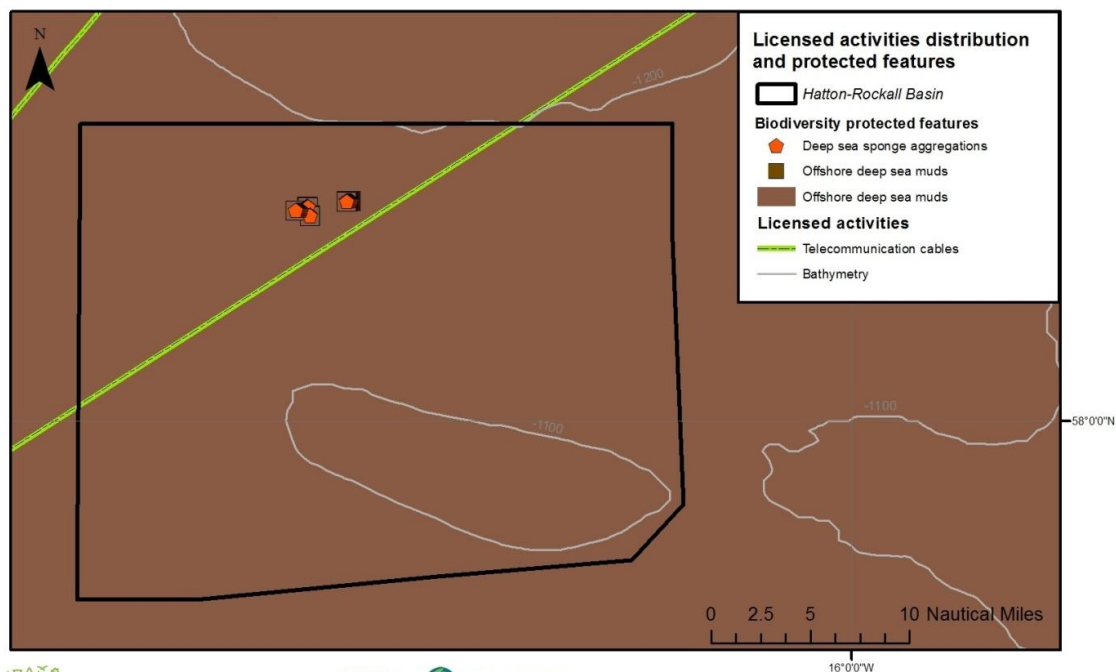 N
-1200
Licensed activities distribution
and protected features
Hatton-Rockall Basin
Biodiversity protected features
Deep sea sponge aggregations
Offshore deep sea muds
Offshore deep sea muds
Licensed activities
Telecommunication cables
Bathymetry
-1100
-1100
58°0'0"N
0 2.5 5 10 Nautical Miles
16°0'0"W